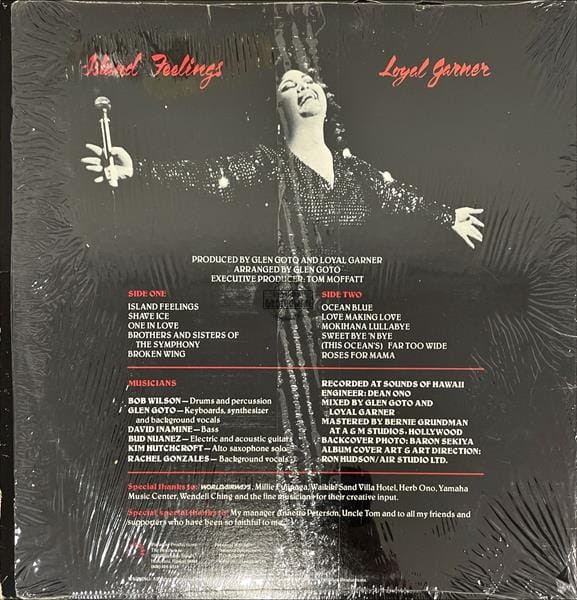 Island Feelings
Loyal Garner
PRODUCED BY GLEN GOTO AND LOYAL GARNER
ARRANGED BY GLEN GOTO
EXECUTIVE PRODUCER: TOM MOFFATT
SIDE ONE
ISLAND FEELINGS
SHAVE ICE
ONE IN LOVE
BROTHERS AND SISTERS OF
THE SYMPHONY
BROKEN WING
SIDE TWO
OCEAN BLUE
LOVE MAKING LOVE
MOKIHANA LULLABYE
SWEET BYE 'N BYE
(THIS OCEAN'S) FAR TOO WIDE
ROSES FOR MAMA
MUSICIANS
BOB WILSON—Drums and percussion
GLEN GOTO—Keyboards, synthesizer
and background vocals
DAVID INAMINE—Bass
BUD NUANEZ—Electric and acoustic guitars
KIM HUTCHCROFT—Alto saxophone solo
RACHEL GONZALES—Background vocals
RECORDED AT SOUNDS OF HAWAII
ENGINEER: DEAN ONO
MIXED BY GLEN GOTO and
LOYAL GARNER
MASTERED BY BERNIE GRUNDMAN
AT A & M STUDIOS-HOLLYWOOD
BACKCOVER PHOTO: BARON SEKIYA
ALBUM COVER ART & ART DIRECTION:
RON HUDSON/AIR STUDIO LTD.
Special thanks to: Millie Fujinaga, Waikiki Sand Villa Hotel, Herb Ono, Yamaha
Music Center, Wendell Ching and the fine musicians for their creative input.
Special, special thanks to: My manager Annette Peterson, Uncle Tom and to all my friends and
supporters who have been so faithful to me.